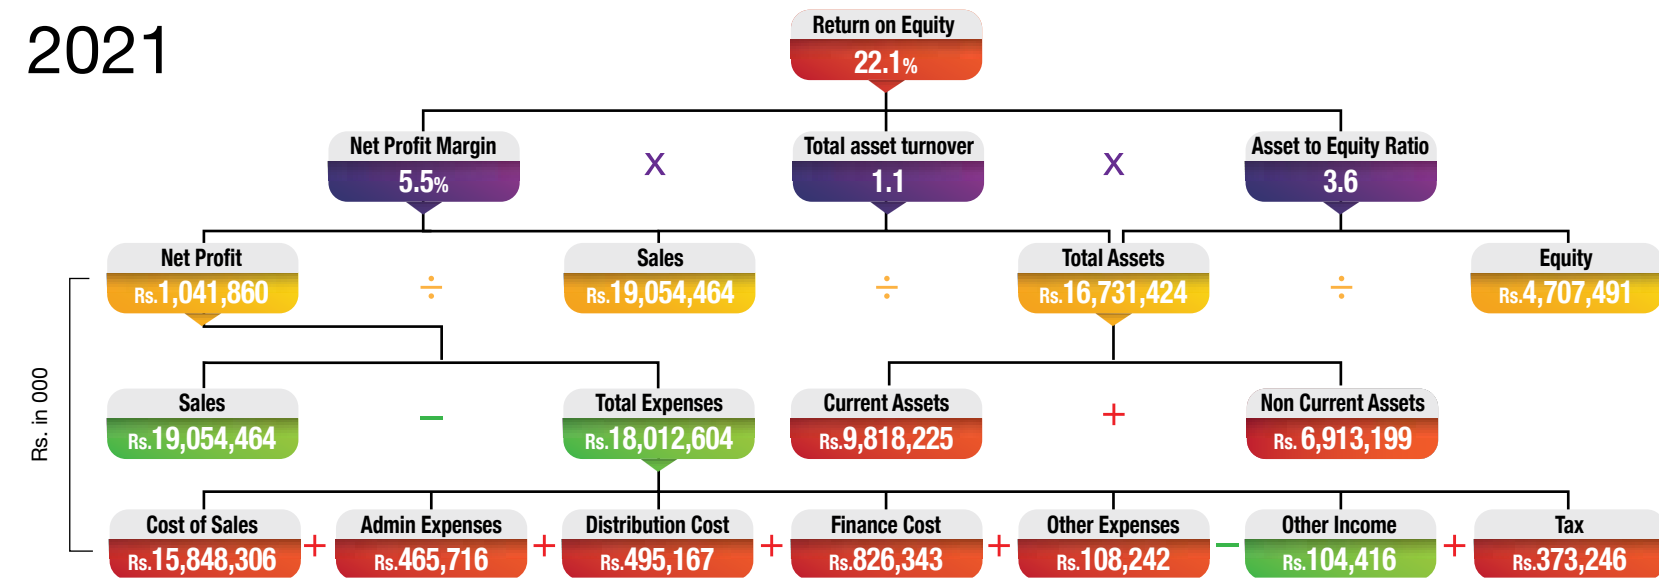 2021
Return on Equity
22.1%
Net Profit Margin
5.5%
x
Total asset turnover
1.1
x
Asset to Equity Ratio
3.6
Net Profit
Rs.1,041,860
÷
Sales
Rs.19,054,464
÷
Total Assets
Rs.16,731,424
÷
Equity
Rs.4,707,491
Rs. in 000
Sales
Rs.19,054,464
−
Total Expenses
Rs.18,012,604
Current Assets
Rs.9,818,225
+
Non Current Assets
Rs. 6,913,199
Cost of Sales
Rs.15,848,306
+
Admin Expenses
Rs.465,716
+
Distribution Cost
Rs.495,167
+
Finance Cost
Rs.826,343
+
Other Expenses
Rs.108,242
−
Other Income
Rs.104,416
+
Tax
Rs.373,246